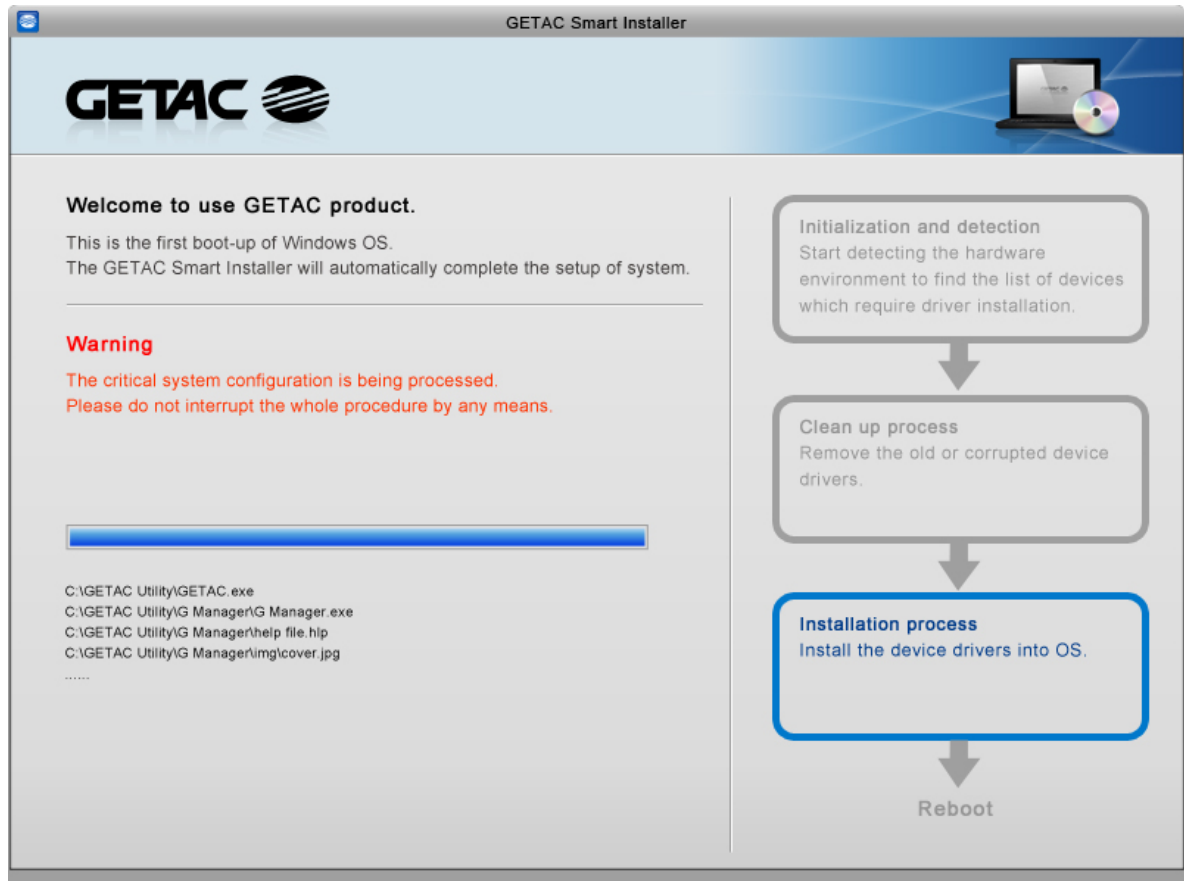 GETAC Smart Installer
GETAC
Welcome to use GETAC product.
This is the first boot-up of Windows OS.
The GETAC Smart Installer will automatically complete the setup of system.
Warning
The critical system configuration is being processed.
Please do not interrupt the whole procedure by any means.
C:\GETAC Utility\GETAC.exe
C:\GETAC Utility\G Manager\G Manager.exe
C:\GETAC Utility\G Manager\help file.hlp
C:\GETAC Utility\G Manager\img\cover.jpg
......
Initialization and detection
Start detecting the hardware
environment to find the list of devices
which require driver installation.
Clean up process
Remove the old or corrupted device
drivers.
Installation process
Install the device drivers into OS.
Reboot